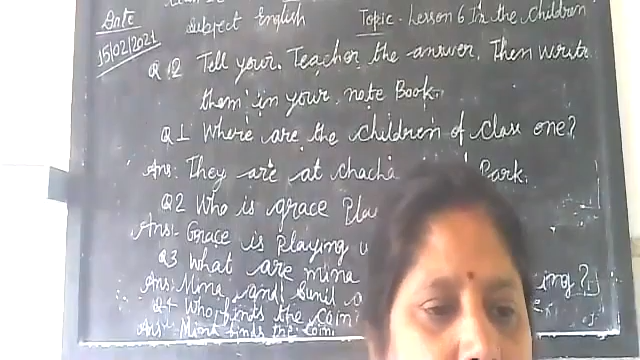 Date
15/02/2021
Subject English Topic - Lesson 6 In the children
Q 12 Tell your Teacher the answer. Then write
them in your note Book.
Q 1 Where are the children of class one?
Ans: They are at chacha Park.
Q 2 Who is grace Pla
Ans:- Grace is Playing
Q 3 What are mina ing?
Ans: Mina and Sunil
Q 4 Who finds the coin?
Ans:- Mina finds the coin.